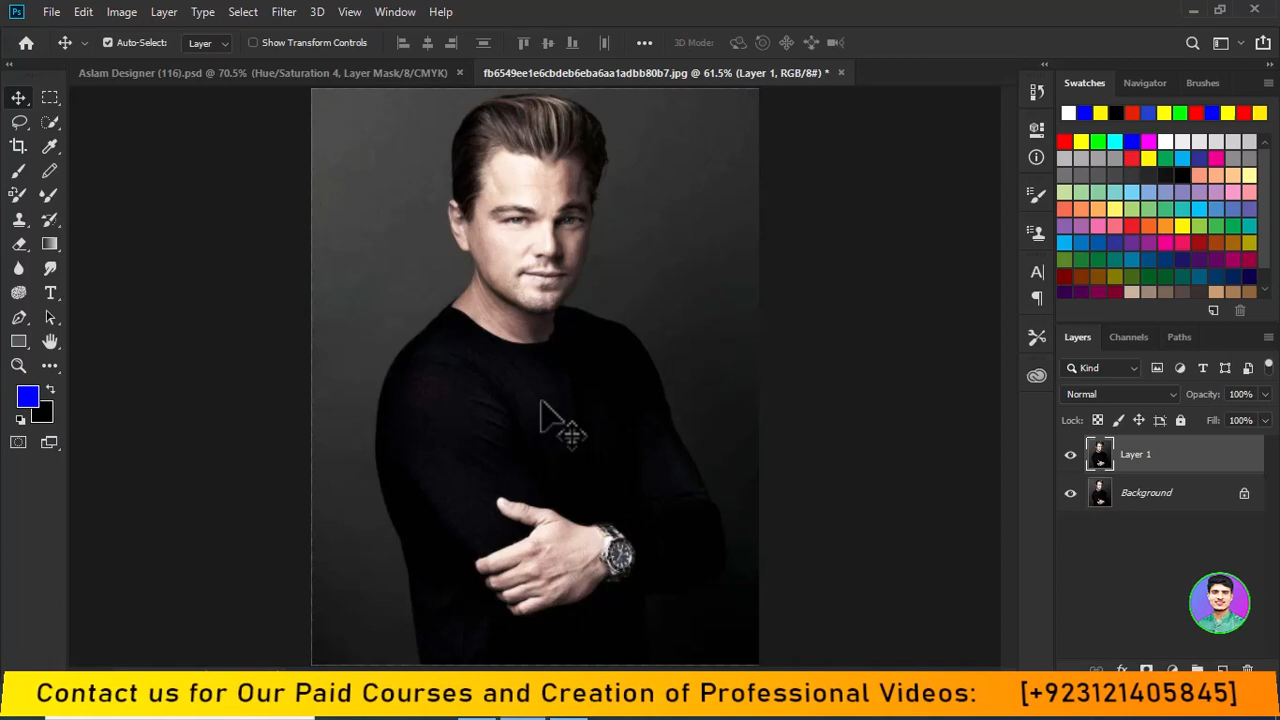 Ps File Edit Image Layer Type Select Filter 3D View Window Help
Auto-Select: Layer Show Transform Controls 3D Mode:
Aslam Designer (116).psd @ 70.5% (Hue/Saturation 4, Layer Mask/8/CMYK) fb6549ee1e6cbdeb6eba6aa1adbb80b7.jpg @ 61.5% (Layer 1, RGB/8#) *
Swatches Navigator Brushes
Layers Channels Paths
Kind
Normal Opacity: 100%
Lock: Fill: 100%
Layer 1
Background
Contact us for Our Paid Courses and Creation of Professional Videos: [+923121405845]